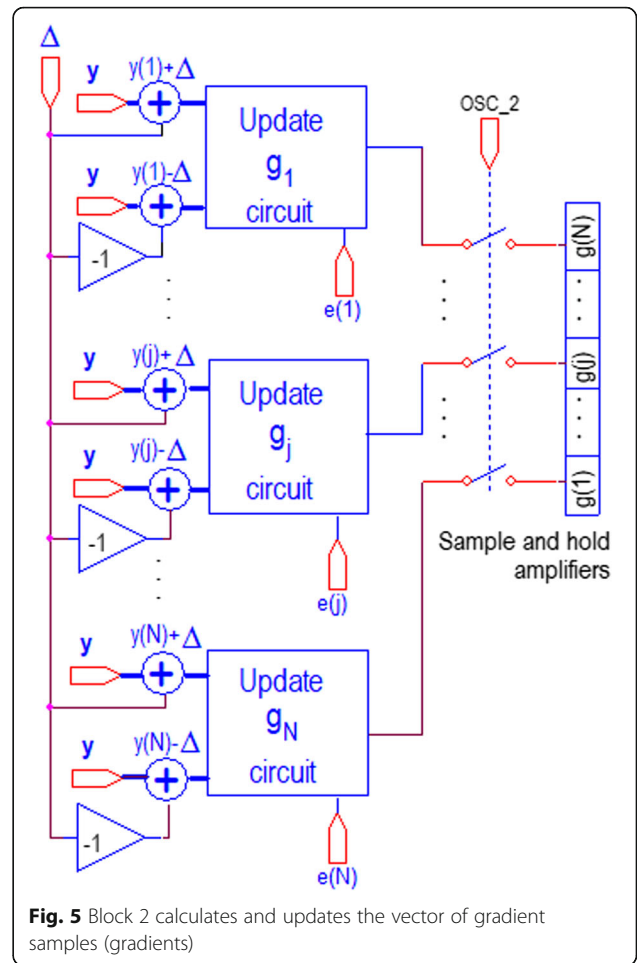 Δ
y
y(1)+Δ
+
Update
g1
circuit
y
y(1)-Δ
+
-1
e(1)
OSC_2
g(N)
y
y(j)+Δ
+
Update
gj
circuit
y
y(j)-Δ
+
-1
e(j)
g(j)
g(1)
Sample and hold
amplifiers
y
y(N)+Δ
+
Update
gN
circuit
y
y(N)-Δ
+
-1
e(N)
Fig. 5 Block 2 calculates and updates the vector of gradient
samples (gradients)